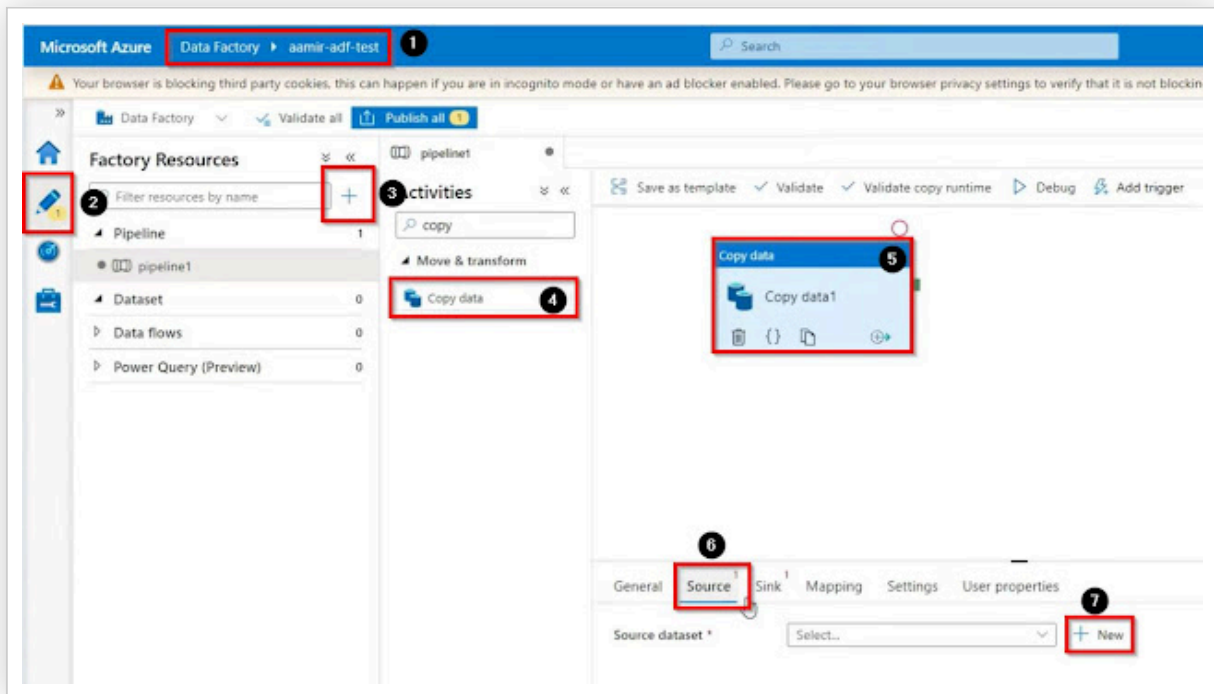 Microsoft Azure Data Factory ▸ aamir-adf-test 1 Search
Your browser is blocking third party cookies, this can happen if you are in incognito mode or have an ad blocker enabled. Please go to your browser privacy settings to verify that it is not blockin
» Data Factory Validate all Publish all 1
Factory Resources
2 Filter resources by name + 3
1
Pipeline 1
pipeline1
Dataset 0
Data flows 0
Power Query (Preview) 0
pipeline1
Activities
copy
Move & transform
Copy data 4
Save as template Validate Validate copy runtime Debug Add trigger
Copy data 5
Copy data1
{}
6
General Source 1 Sink 1 Mapping Settings User properties
7
Source dataset * Select... + New